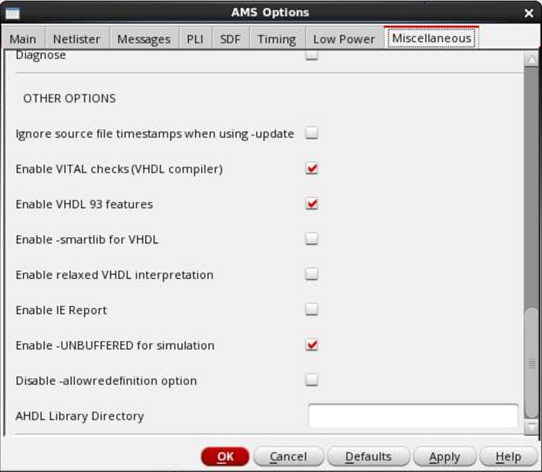 AMS Options
Main Netlister Messages PLI SDF Timing Low Power Miscellaneous
Diagnose
OTHER OPTIONS
Ignore source file timestamps when using -update
Enable VITAL checks (VHDL compiler)
Enable VHDL 93 features
Enable -smartlib for VHDL
Enable relaxed VHDL interpretation
Enable IE Report
Enable -UNBUFFERED for simulation
Disable -allowredefinition option
AHDL Library Directory
OK Cancel Defaults Apply Help